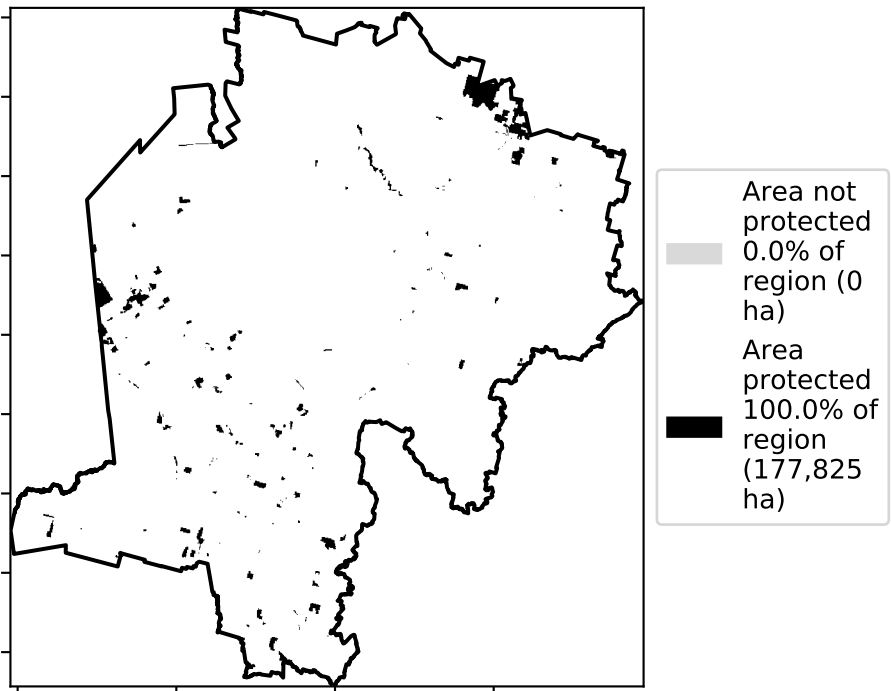 Area not
protected
0.0% of
region (0
ha)
Area
protected
100.0% of
region
(177,825
ha)